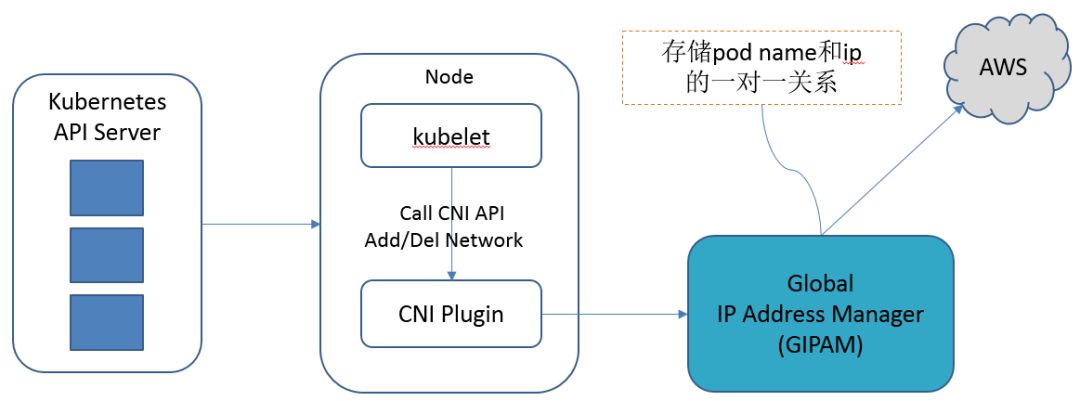 Kubernetes
API Server
Node
kubelet
Call CNI API
Add/Del Network
CNI Plugin
存储pod name和ip
的一对一关系
AWS
Global
IP Address Manager
(GIPAM)